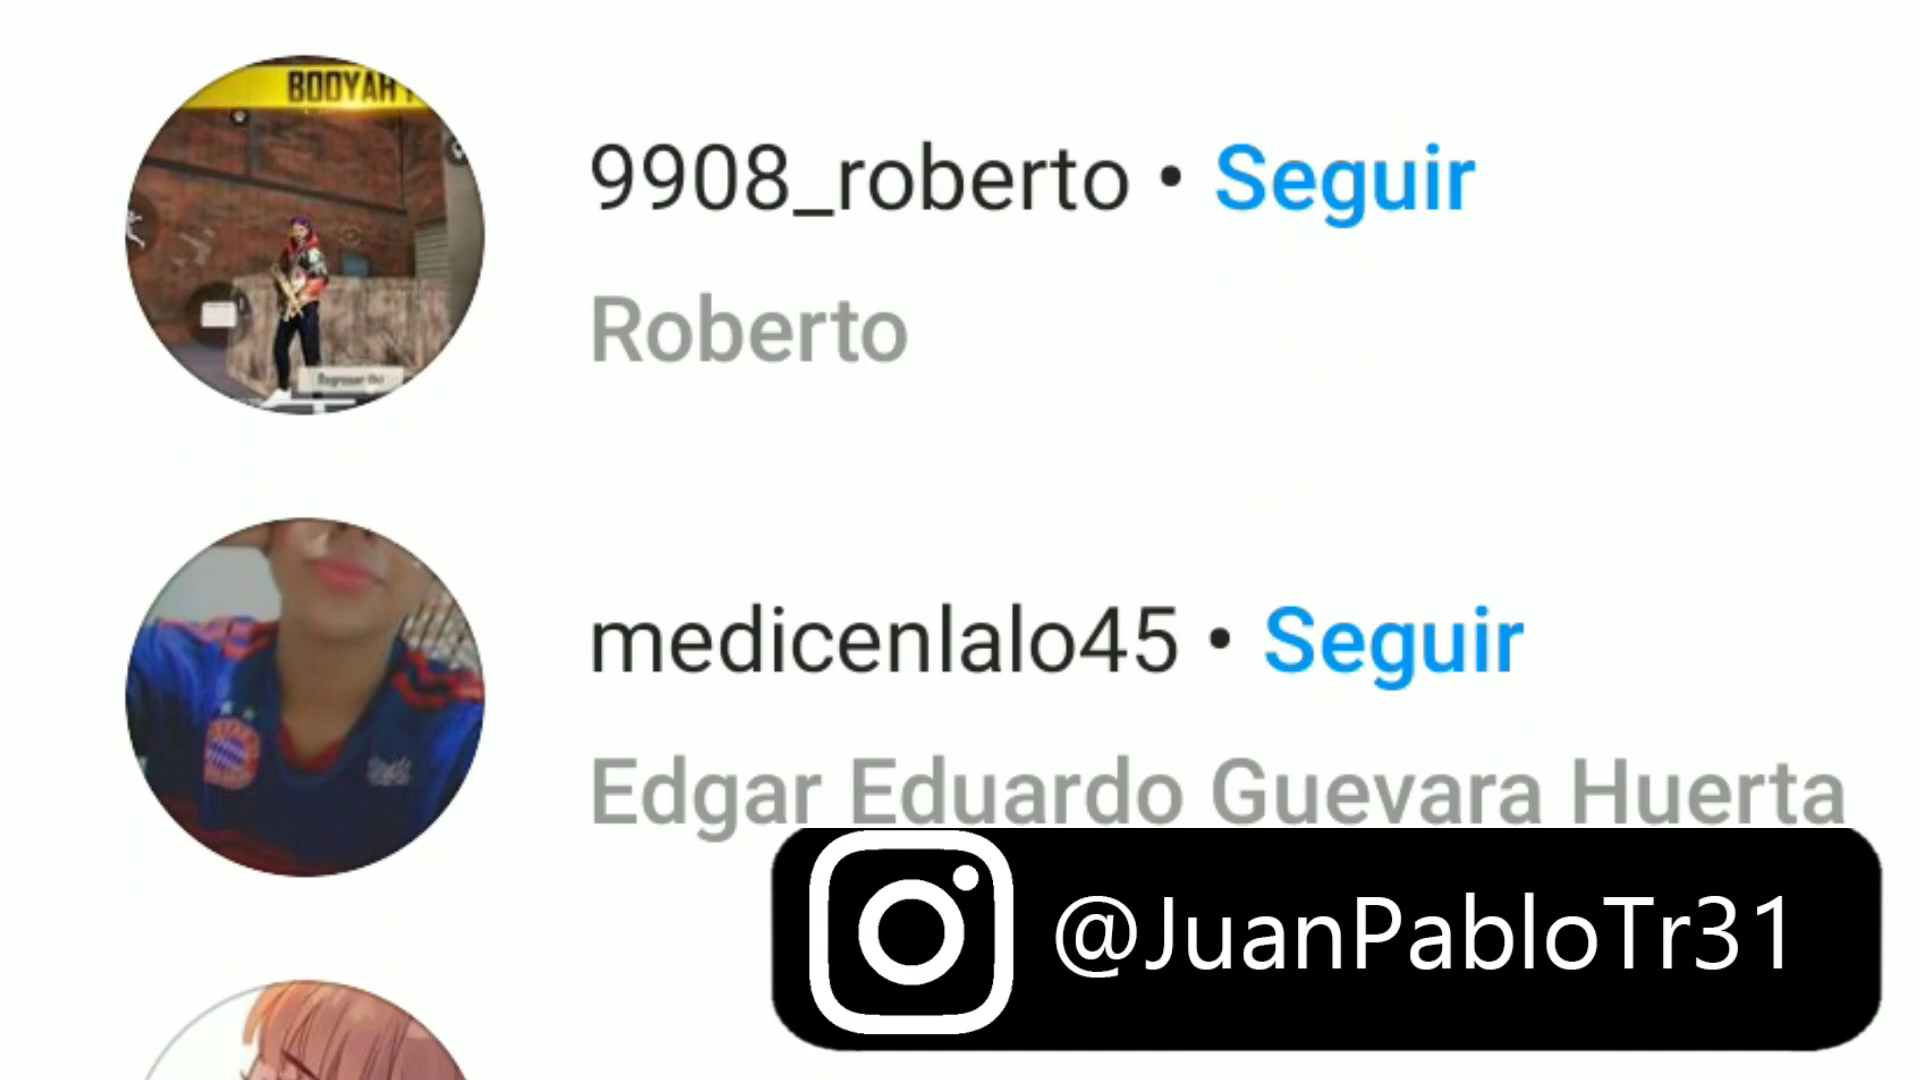 BOOYAH
9908_roberto • Seguir
Roberto
medicenlalo45 • Seguir
Edgar Eduardo Guevara Huerta
@JuanPabloTr31